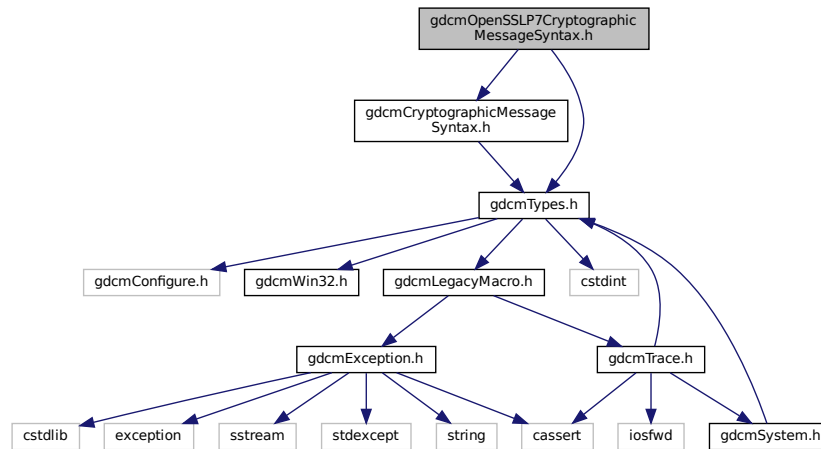 gdcmOpenSSLP7Cryptographic
MessageSyntax.h
gdcmCryptographicMessage
Syntax.h
gdcmTypes.h
gdcmConfigure.h
gdcmWin32.h
gdcmLegacyMacro.h
cstdint
gdcmException.h
gdcmTrace.h
cstdlib
exception
sstream
stdexcept
string
cassert
iosfwd
gdcmSystem.h